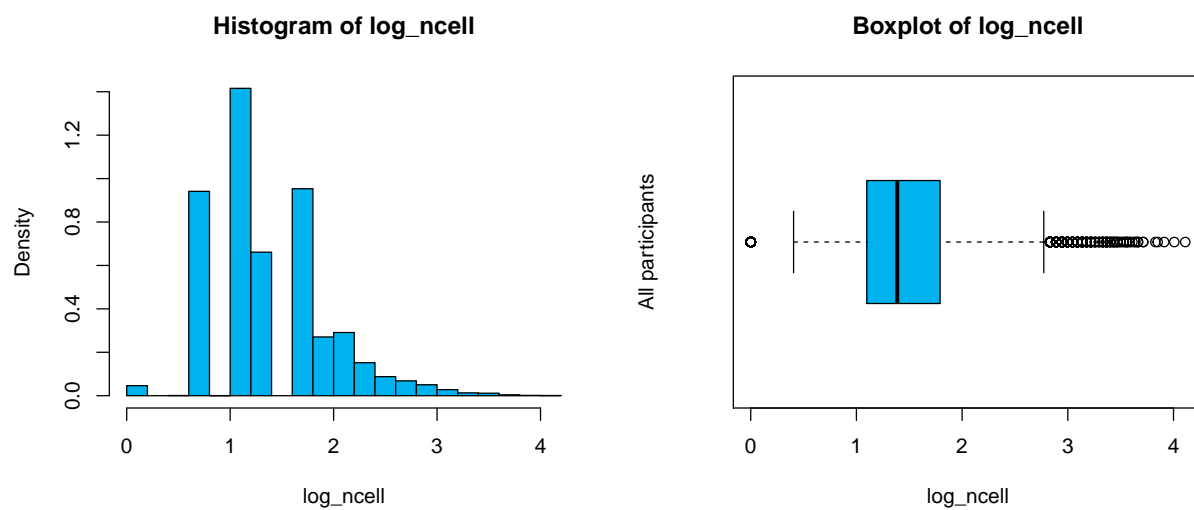 Histogram of log_ncell
Density
0.0
0.4
0.8
1.2
0 1 2 3 4
log_ncell
Boxplot of log_ncell
All participants
0 1 2 3 4
log_ncell